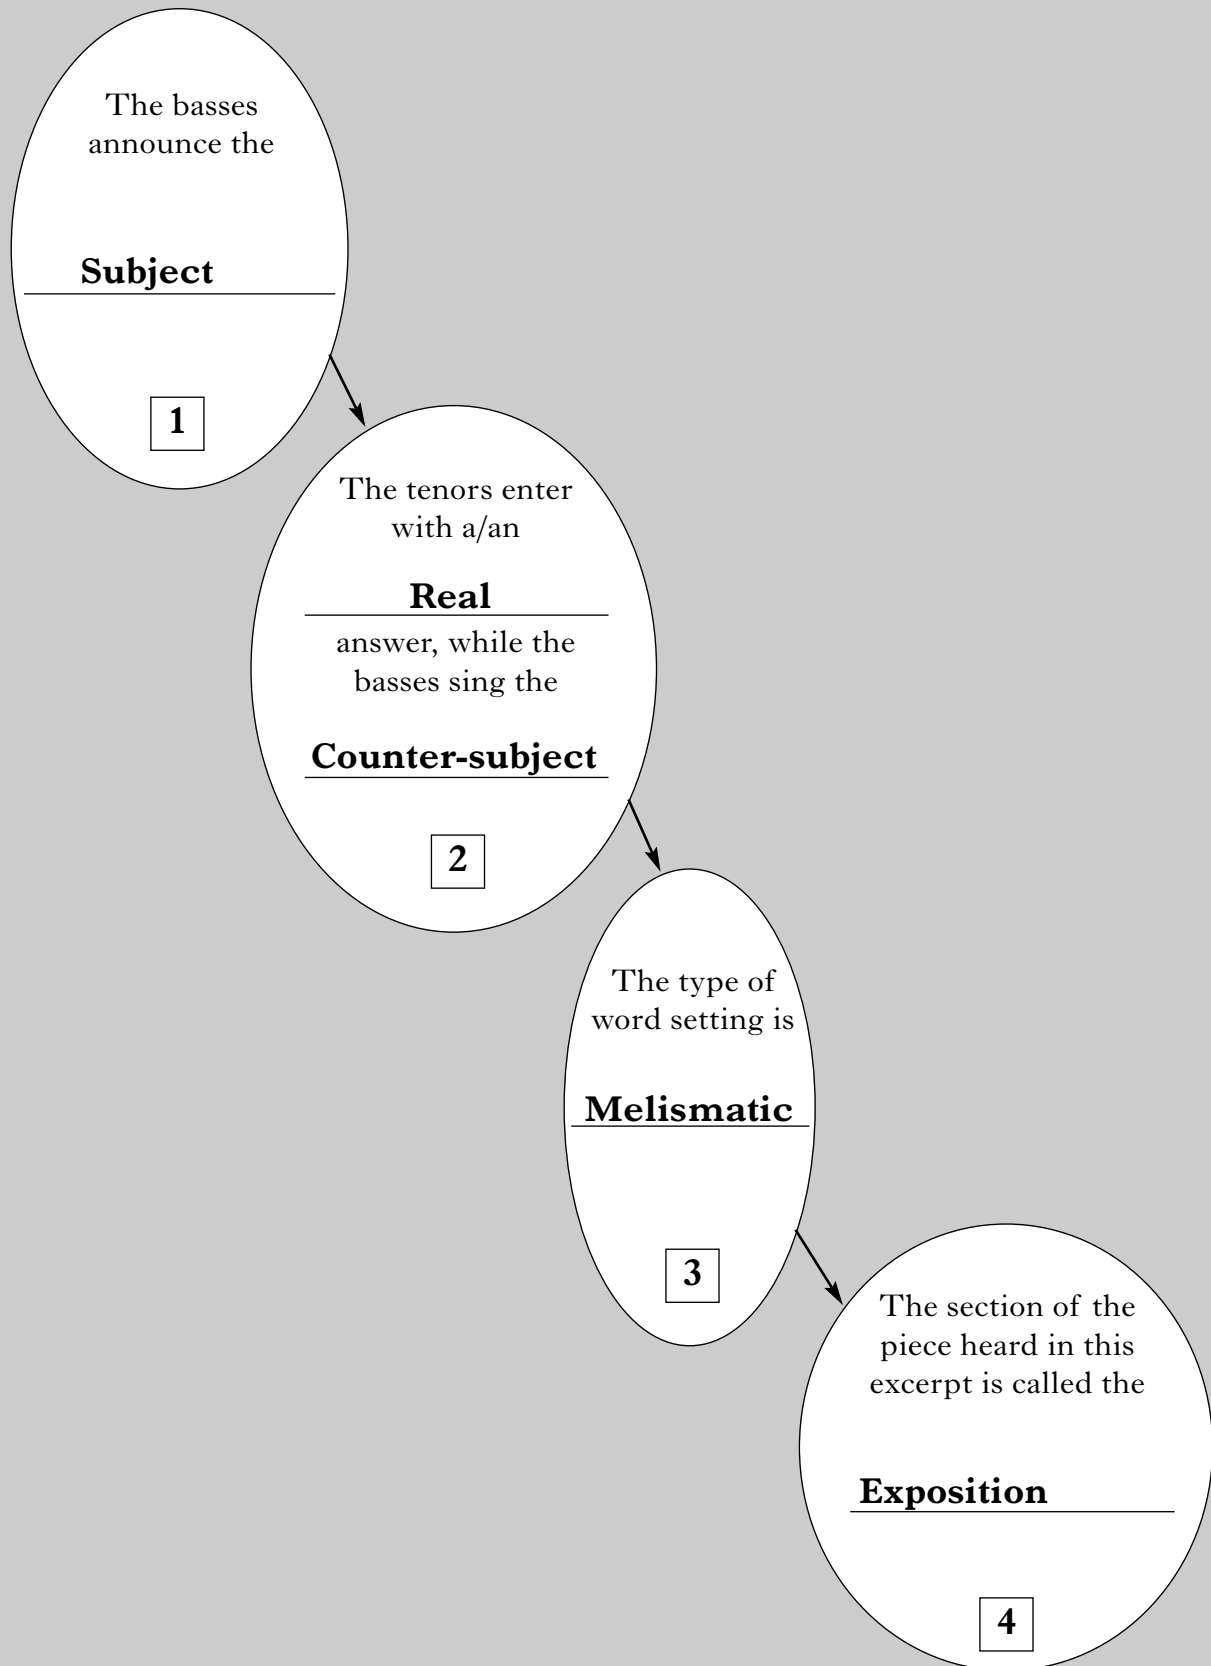 The basses
announce the
Subject
1
The tenors enter
with a/an
Real
answer, while the
basses sing the
Counter-subject
2
The type of
word setting is
Melismatic
3
The section of the
piece heard in this
excerpt is called the
Exposition
4